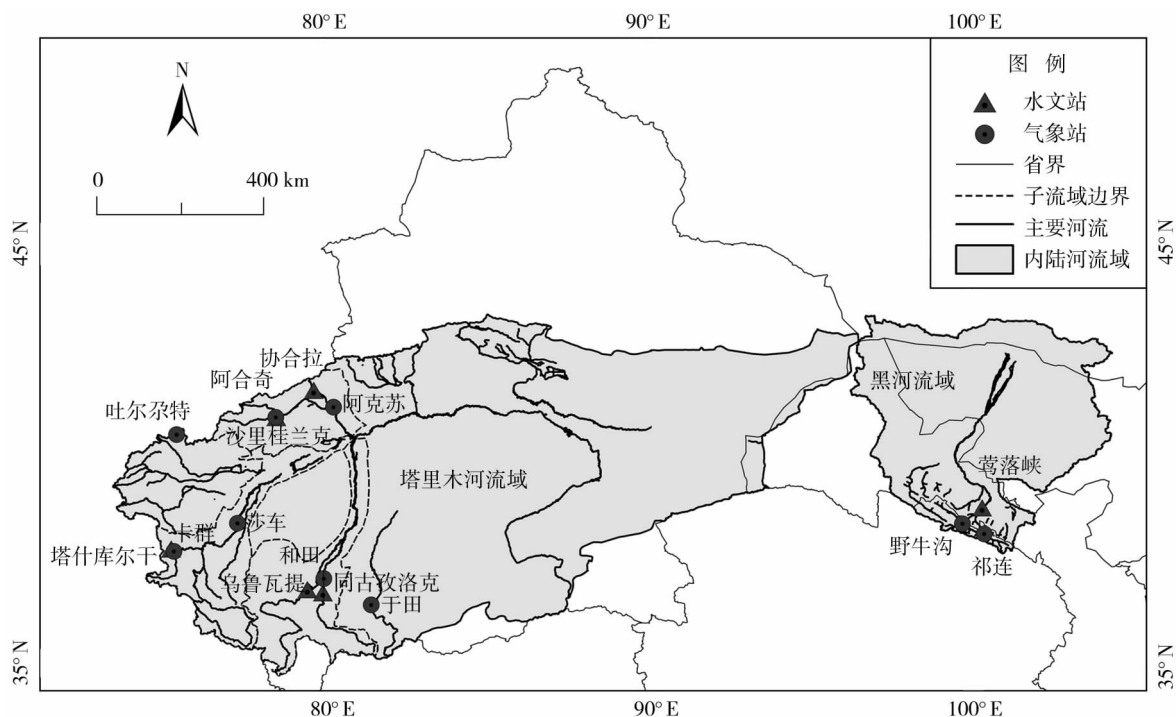 80° E
90° E
100° E
N
0
400 km
图 例
水文站
气象站
省界
子流域边界
主要河流
内陆河流域
45° N
45° N
协合拉
阿合奇
阿克苏
吐尔尕特
沙里桂兰克
黑河流域
塔里木河流域
莺落峡
莎车
卡群
塔什库尔干
和田
乌鲁瓦提
同古孜洛克
于田
野牛沟
祁连
35° N
35° N
80° E
90° E
100° E